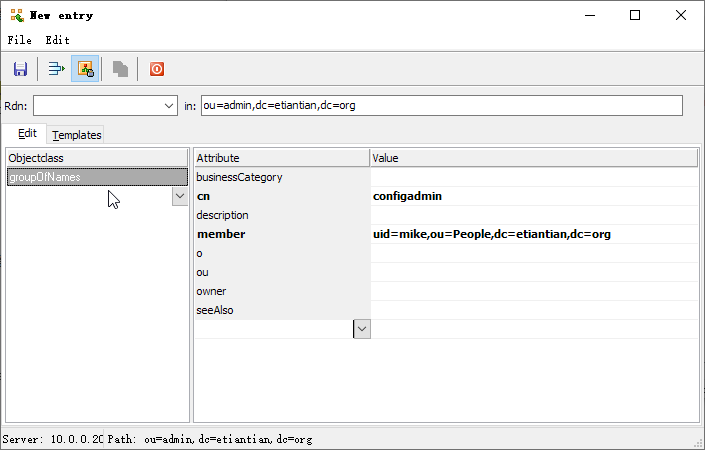 New entry
File Edit
Rdn: in: ou=admin,dc=etiantian,dc=org
Edit Templates
Objectclass Attribute Value
groupOfNames businessCategory
cn configadmin
description
member uid=mike,ou=People,dc=etiantian,dc=org
o
ou
owner
seeAlso
Server: 10.0.0.20 Path: ou=admin,dc=etiantian,dc=org